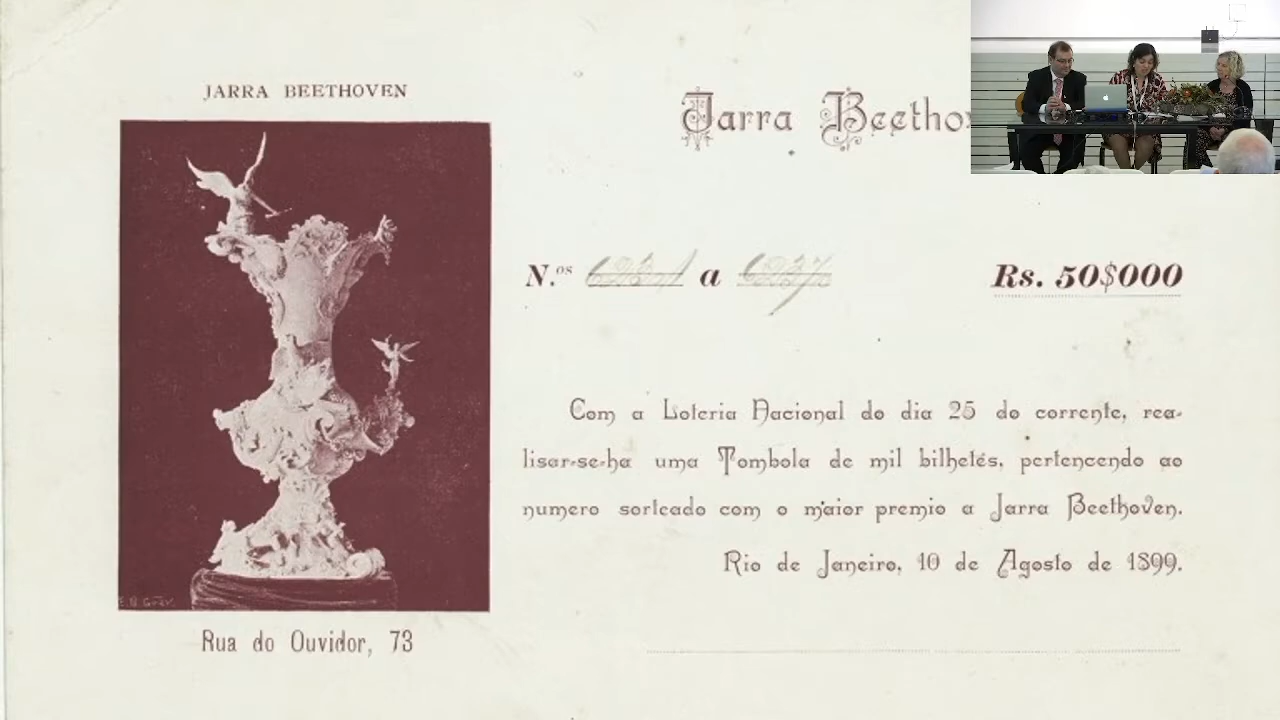 JARRA BEETHOVEN
Jarra Beetho
N.os a
Rs. 50$000
Com a Loteria Nacional do dia 25 do corrente, rea-
lisar-se-ha uma Tombola de mil bilhetés, pertencendo ao
numero sorteado com o maior premio a Jarra Beethoven.
Rio de Janeiro, 10 de Agosto de 1899.
Rua do Ouvidor, 73